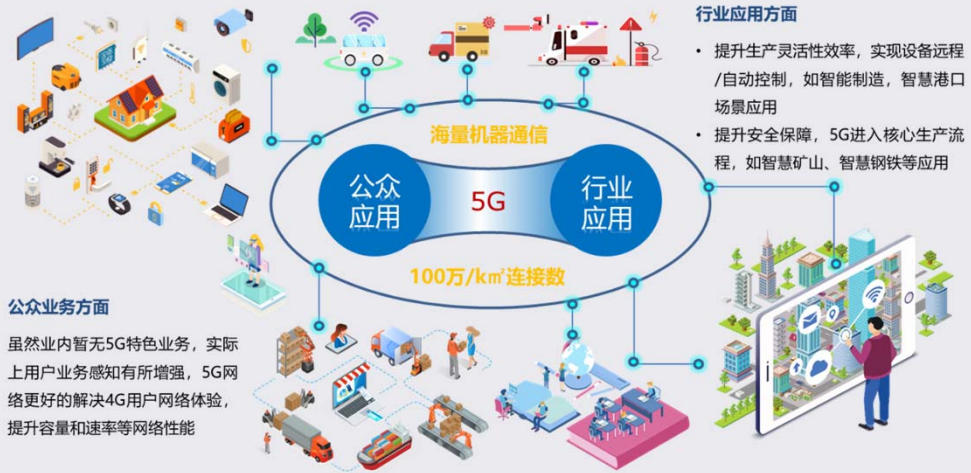 行业应用方面
• 提升生产灵活性效率，实现设备远程
/自动控制，如智能制造，智慧港口
场景应用
• 提升安全保障，5G进入核心生产流
程，如智慧矿山、智慧钢铁等应用
海量机器通信
公众
应用
5G
行业
应用
100万/k㎡连接数
公众业务方面
虽然业内暂无5G特色业务，实际
上用户业务感知有所增强，5G网
络更好的解决4G用户网络体验，
提升容量和速率等网络性能